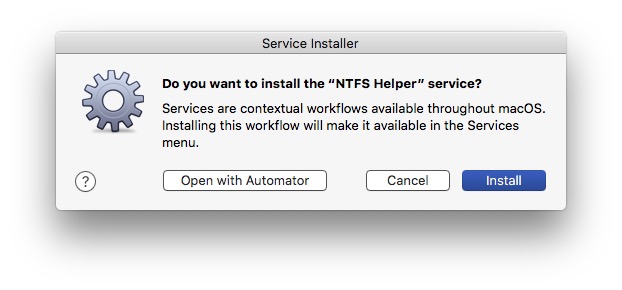 Service Installer
Do you want to install the “NTFS Helper” service?
Services are contextual workflows available throughout macOS.
Installing this workflow will make it available in the Services
menu.
?
Open with Automator
Cancel
Install